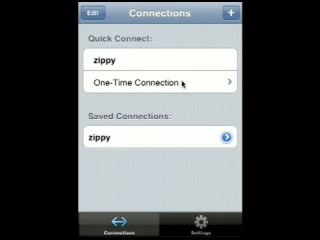 Edit Connections +
Quick Connect:
zippy
One-Time Connection
Saved Connections:
zippy
Connections Settings